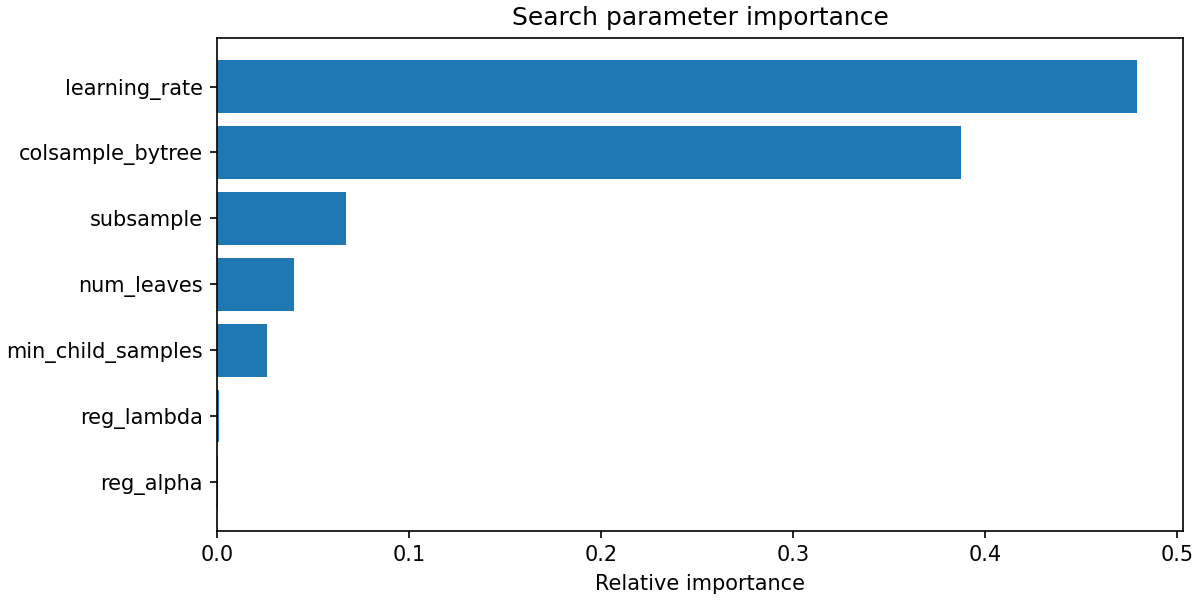 Search parameter importance
learning_rate
colsample_bytree
subsample
num_leaves
min_child_samples
reg_lambda
reg_alpha
0.0 0.1 0.2 0.3 0.4 0.5
Relative importance